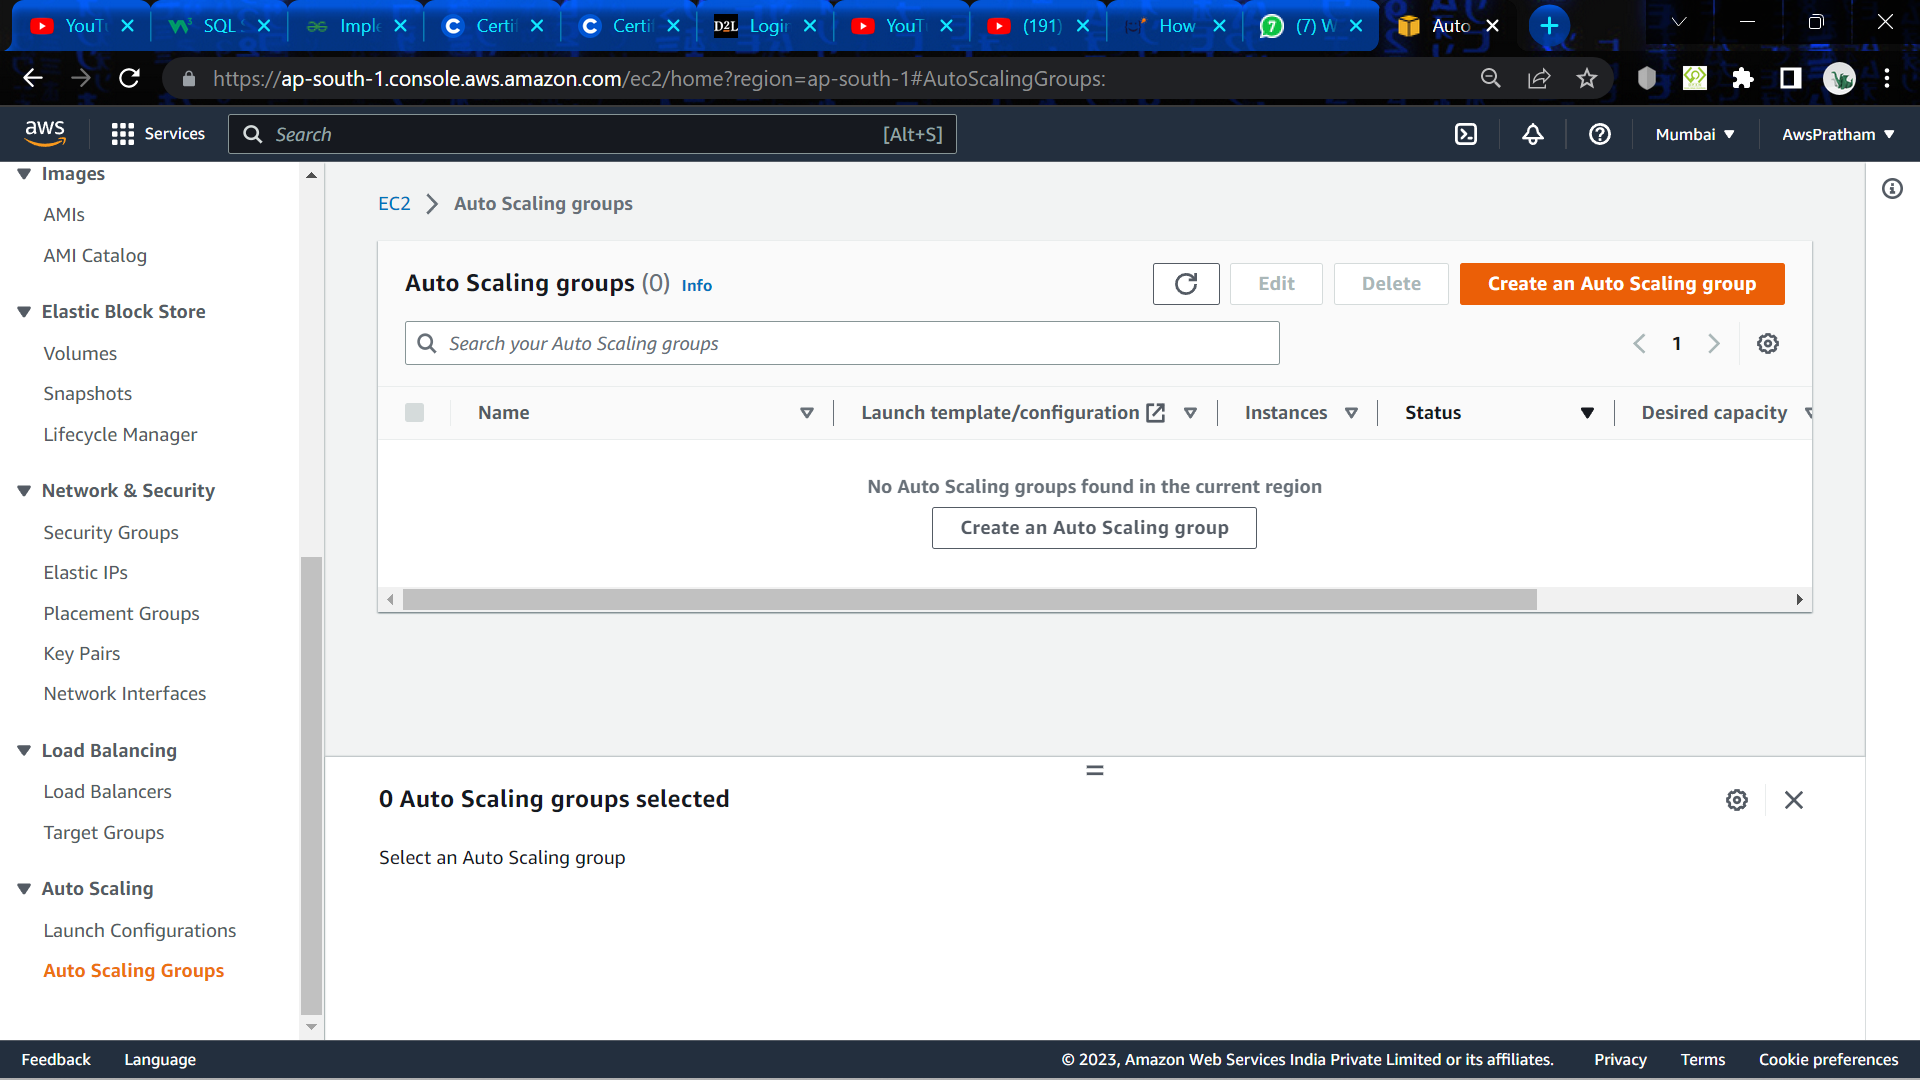 YouT
SQL S
Imple
Certif
Certif
D2L
Login
YouTu
(191)
How
7
(7) W
Auto
https://ap-south-1.console.aws.amazon.com/ec2/home?region=ap-south-1#AutoScalingGroups:
aws
Services
Search
[Alt+S]
Mumbai
AwsPratham
Images
AMIs
AMI Catalog
Elastic Block Store
Volumes
Snapshots
Lifecycle Manager
Network & Security
Security Groups
Elastic IPs
Placement Groups
Key Pairs
Network Interfaces
Load Balancing
Load Balancers
Target Groups
Auto Scaling
Launch Configurations
Auto Scaling Groups
EC2
Auto Scaling groups
Auto Scaling groups (0) Info
Edit
Delete
Create an Auto Scaling group
Search your Auto Scaling groups
1
Name
Launch template/configuration
Instances
Status
Desired capacity
No Auto Scaling groups found in the current region
Create an Auto Scaling group
0 Auto Scaling groups selected
Select an Auto Scaling group
Feedback
Language
© 2023, Amazon Web Services India Private Limited or its affiliates.
Privacy
Terms
Cookie preferences